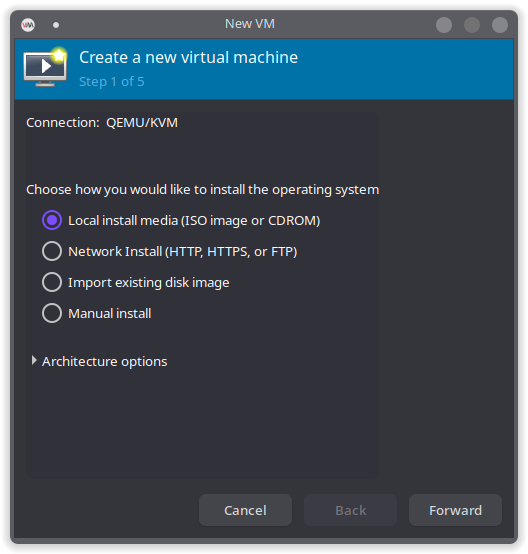 New VM
Create a new virtual machine
Step 1 of 5
Connection: QEMU/KVM
Choose how you would like to install the operating system
Local install media (ISO image or CDROM)
Network Install (HTTP, HTTPS, or FTP)
Import existing disk image
Manual install
Architecture options
Cancel
Back
Forward